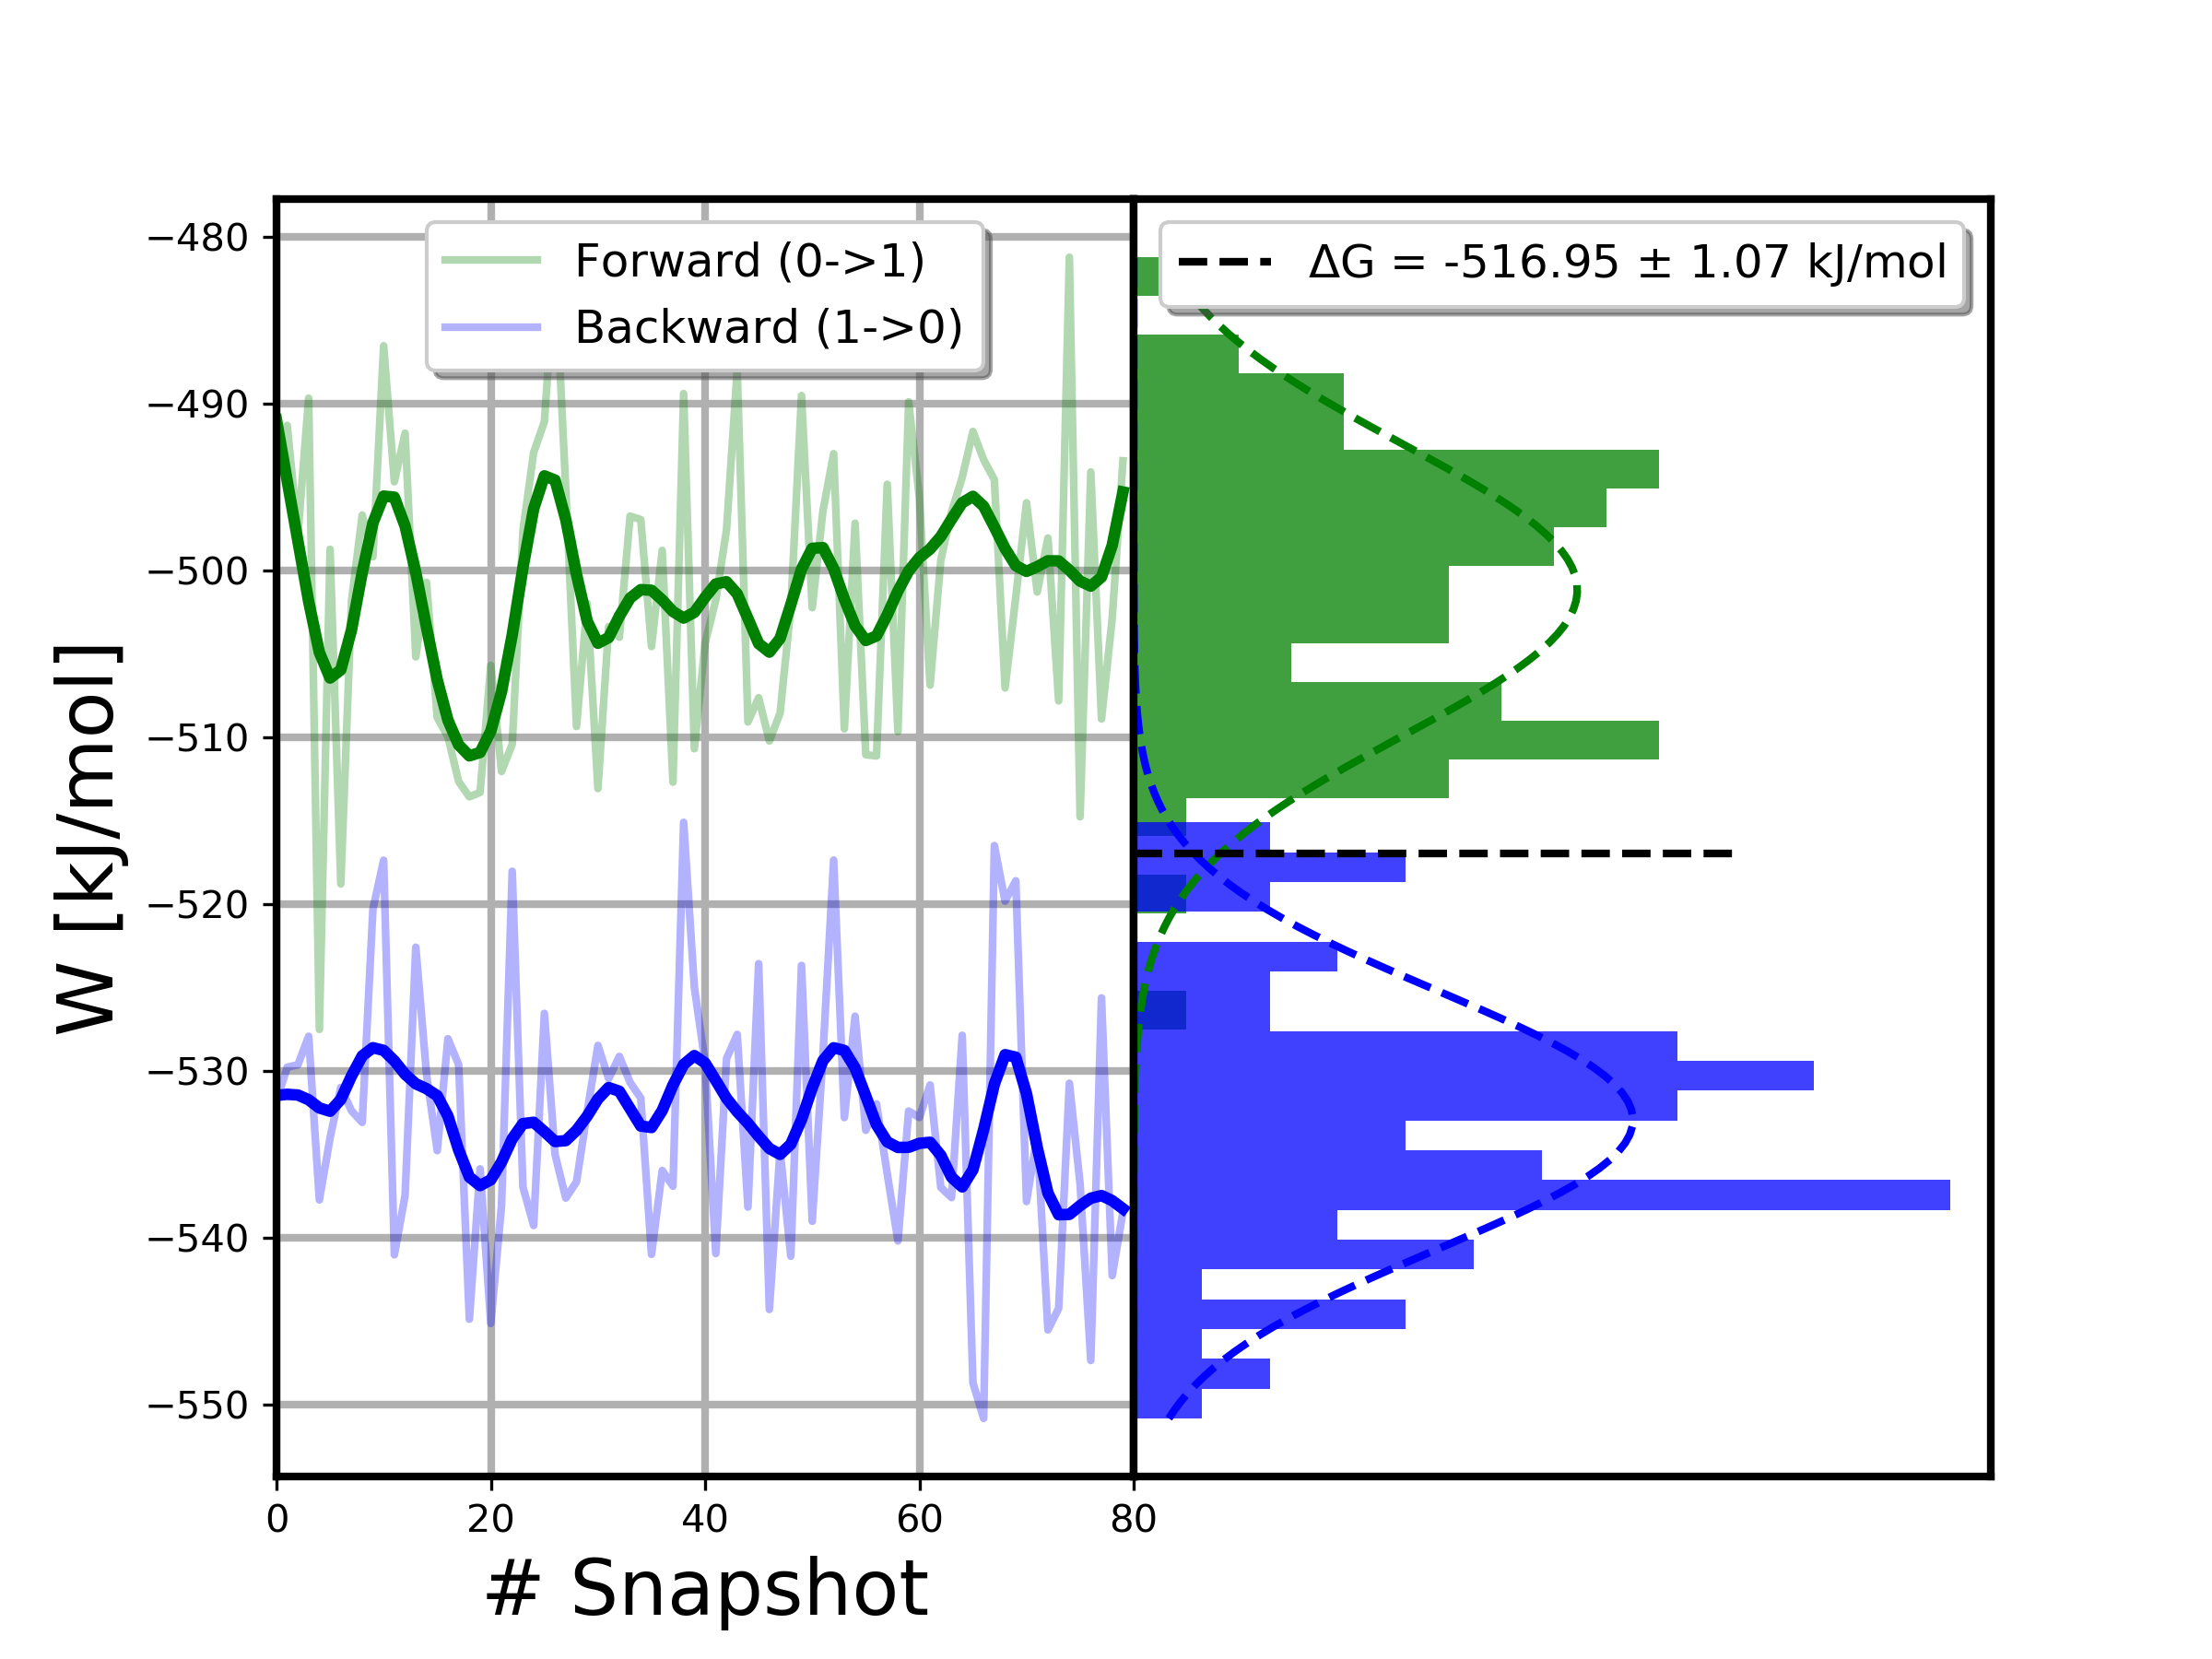 −480
−490
−500
−510
−520
−530
−540
−550
W [kJ/mol]
Forward (0->1)
Backward (1->0)
ΔG = -516.95 ± 1.07 kJ/mol
0 20 40 60 80
# Snapshot